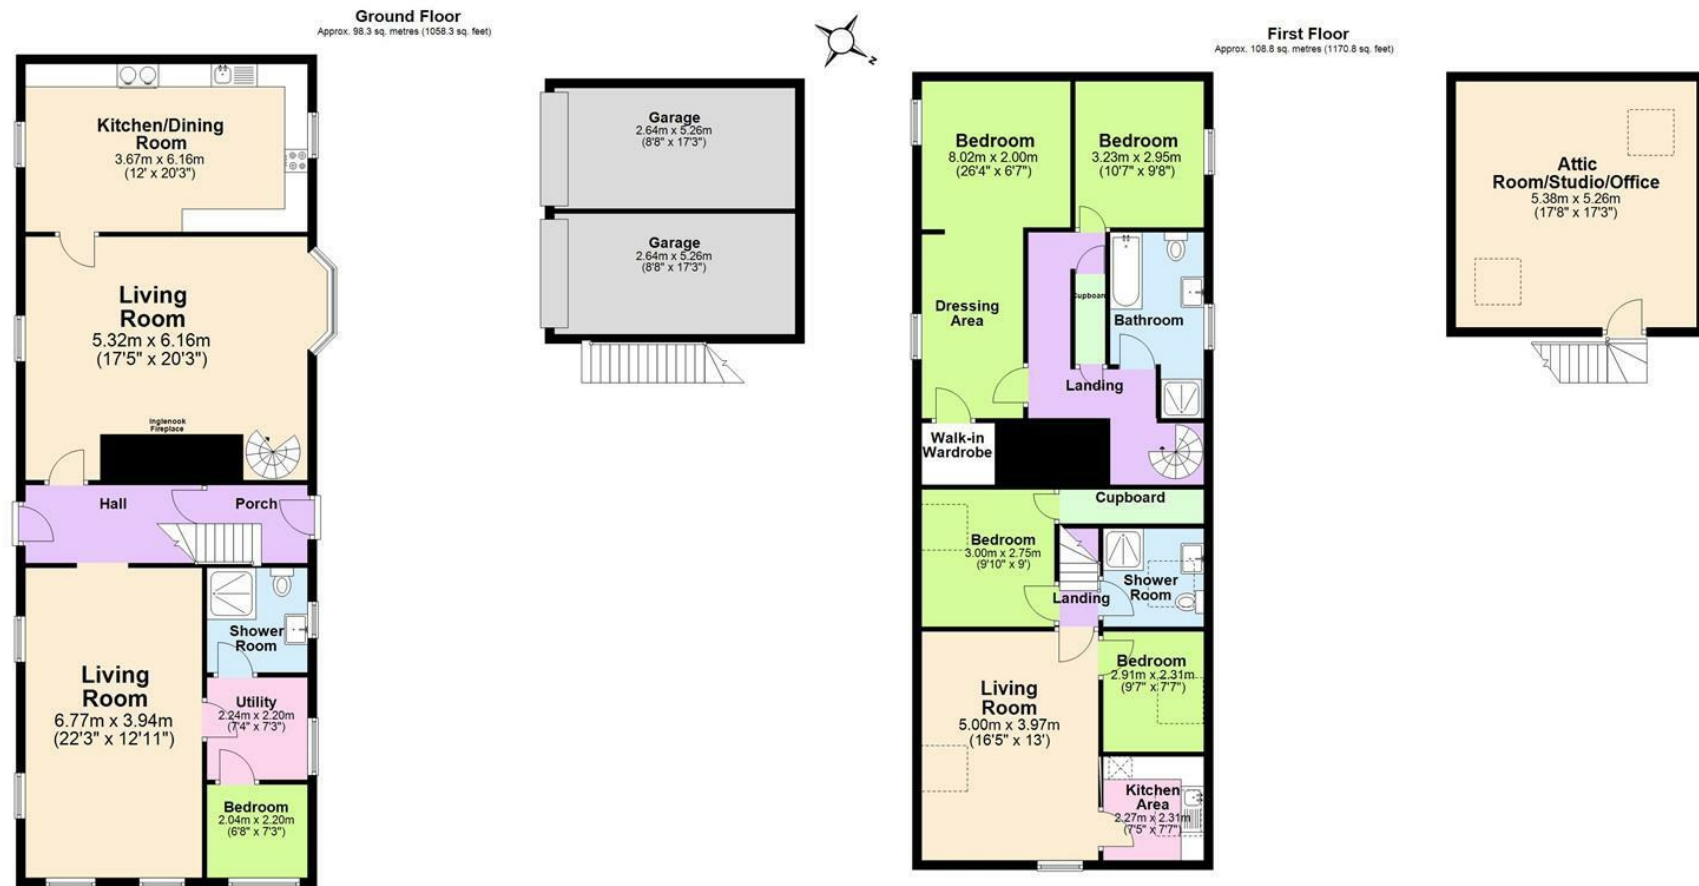 Ground Floor
Approx. 98.3 sq. metres (1058.3 sq. feet)
Kitchen/Dining
Room
3.67m x 6.16m
(12' x 20'3")
Living
Room
5.32m x 6.16m
(17'5" x 20'3")
Inglenook
Fireplace
Hall
Porch
Living
Room
6.77m x 3.94m
(22'3" x 12'11")
Shower
Room
Utility
2.24m x 2.20m
(7'4" x 7'3")
Bedroom
2.04m x 2.20m
(6'8" x 7'3")
Garage
2.64m x 5.26m
(8'8" x 17'3")
Garage
2.64m x 5.26m
(8'8" x 17'3")
N
First Floor
Approx. 108.8 sq. metres (1170.8 sq. feet)
Bedroom
8.02m x 2.00m
(26'4" x 6'7")
Bedroom
3.23m x 2.95m
(10'7" x 9'8")
Dressing
Area
Cupboard
Bathroom
Landing
Walk-in
Wardrobe
Cupboard
Bedroom
3.00m x 2.75m
(9'10" x 9')
Shower
Room
Landing
Living
Room
5.00m x 3.97m
(16'5" x 13')
Bedroom
2.91m x 2.31m
(9'7" x 7'7")
Kitchen
Area
2.27m x 2.31m
(7'5" x 7'7")
Attic
Room/Studio/Office
5.38m x 5.26m
(17'8" x 17'3")